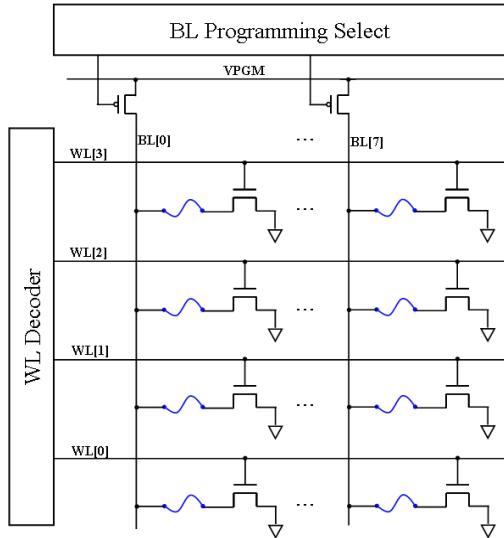 BL Programming Select
VPGM
BL[0]
...
BL[7]
WL[3]
...
WL[2]
...
WL[1]
...
WL[0]
...
WL Decoder